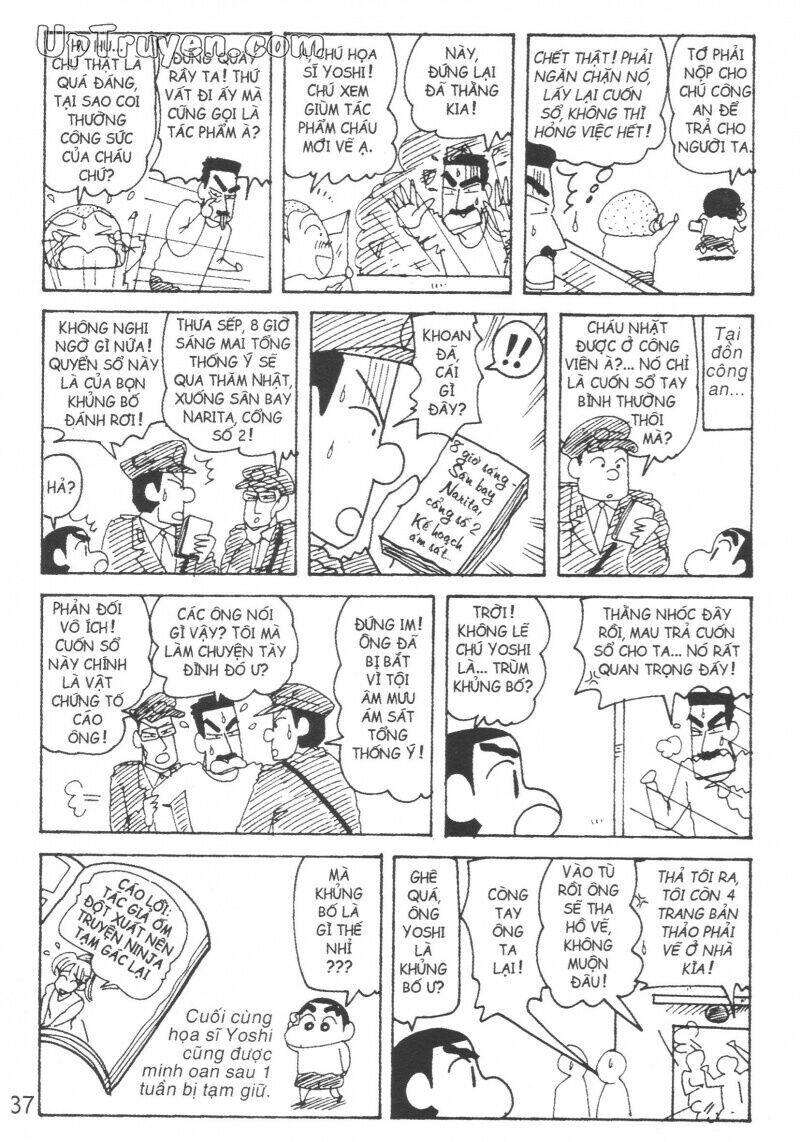 UpTruyen.com
TỚ PHẢI
NỘP CHO
CHÚ CÔNG
AN ĐỂ
TRẢ CHO
NGƯỜI TA.
CHẾT THẬT! PHẢI
NGĂN CHẶN NÓ,
LẤY LẠI CUỐN
SỔ, KHÔNG THÌ
HỎNG VIỆC HẾT!
NÀY,
ĐỨNG LẠI
ĐÃ THẰNG
KIA!
, CHÚ HỌA
SĨ YOSHI!
CHÚ XEM
GIÙM TÁC
PHẨM CHÁU
MỚI VẼ Ạ.
ĐỪNG QUẤY
RẦY TA! THỨ
VẤT ĐI ẤY MÀ
CŨNG GỌI LÀ
TÁC PHẨM À?
HU HU...
CHÚ THẬT LÀ
QUÁ ĐÁNG,
TẠI SAO COI
THƯỜNG
CÔNG SỨC
CỦA CHÁU
CHỨ?
Tại
đồn
công
an...
CHÁU NHẶT
ĐƯỢC Ở CÔNG
VIÊN À?... NÓ CHỈ
LÀ CUỐN SỔ TAY
BÌNH THƯỜNG
THÔI
MÀ?
!!
KHOAN
ĐÃ,
CÁI
GÌ
ĐÂY?
8 giờ sáng
Sân bay
Narita,
cổng số 2
Kế hoạch
ám sát...
THƯA SẾP, 8 GIỜ
SÁNG MAI TỔNG
THỐNG Ý SẼ
QUA THĂM NHẬT,
XUỐNG SÂN BAY
NARITA, CỔNG
SỐ 2!
KHÔNG NGHI
NGỜ GÌ NỮA!
QUYỂN SỔ NÀY
LÀ CỦA BỌN
KHỦNG BỐ
ĐÁNH RƠI!
HẢ?
THẰNG NHÓC ĐÂY
RỒI, MAU TRẢ CUỐN
SỔ CHO TA... NÓ RẤT
QUAN TRỌNG ĐẤY!
TRỜI!
KHÔNG LẼ
CHÚ YOSHI
LÀ... TRÙM
KHỦNG BỐ?
ĐỨNG IM!
ÔNG ĐÃ
BỊ BẮT
VÌ TỘI
ÂM MƯU
ÁM SÁT
TỔNG
THỐNG Ý!
CÁC ÔNG NÓI
GÌ VẬY? TÔI MÀ
LÀM CHUYỆN TÀY
ĐÌNH ĐÓ Ư?
PHẢN ĐỐI
VÔ ÍCH!
CUỐN SỔ
NÀY CHÍNH
LÀ VẬT
CHỨNG TỐ
CÁO
ÔNG!
THẢ TÔI RA,
TÔI CÒN 4
TRANG BẢN
THẢO PHẢI
VẼ Ở NHÀ
KÌA!
VÀO TÙ
RỒI ÔNG
SẼ THA
HỒ VẼ,
KHÔNG
MUỘN
ĐÂU!
CÒNG
TAY
ÔNG
TA
LẠI!
GHÊ
QUÁ,
ÔNG
YOSHI
LÀ
KHỦNG
BỐ Ư?
MÀ
KHỦNG
BỐ LÀ
GÌ THẾ
NHỈ
???
CÁO LỖI:
TÁC GIẢ ỐM
ĐỘT XUẤT NÊN
TRUYỆN NINJA
TẠM GÁC LẠI
Cuối cùng
họa sĩ Yoshi
cũng được
minh oan sau 1
tuần bị tạm giữ.
37